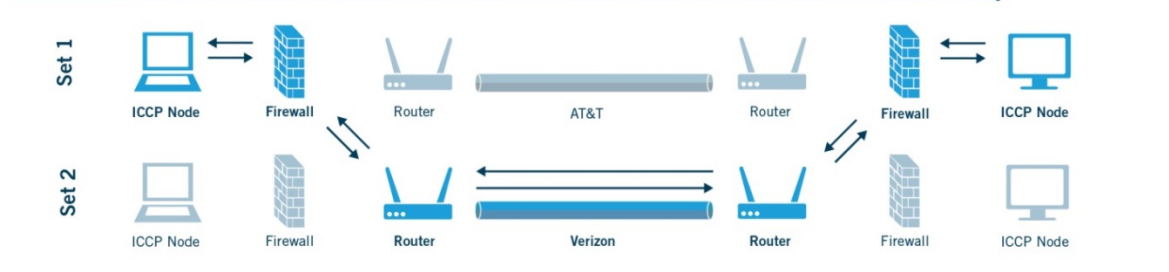 Set 1
ICCP Node Firewall Router AT&T Router Firewall ICCP Node
Set 2
ICCP Node Firewall Router Verizon Router Firewall ICCP Node